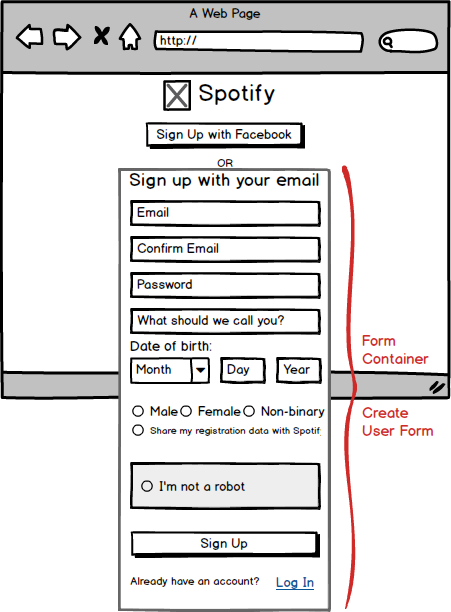 A Web Page
http://
Spotify
Sign Up with Facebook
OR
Sign up with your email
Email
Confirm Email
Password
What should we call you?
Date of birth:
Month Day Year
Male Female Non-binary
Share my registration data with Spotif
I'm not a robot
Sign Up
Already have an account? Log In
Form
Container
Create
User Form